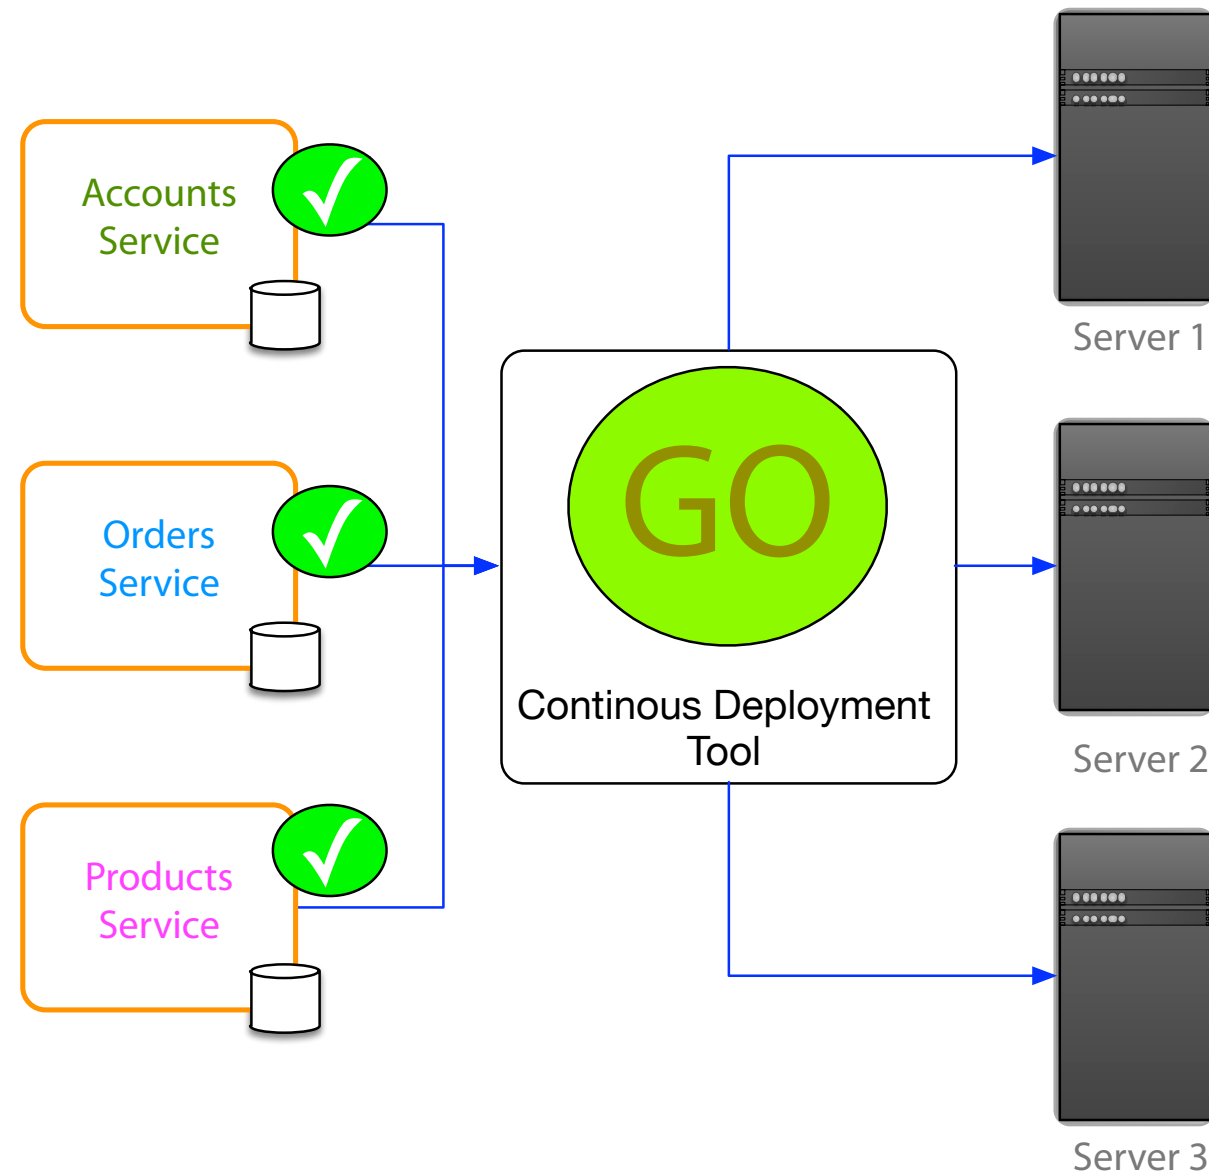 Accounts
Service
Orders
Service
Products
Service
GO
Continous Deployment
Tool
Server 1
Server 2
Server 3